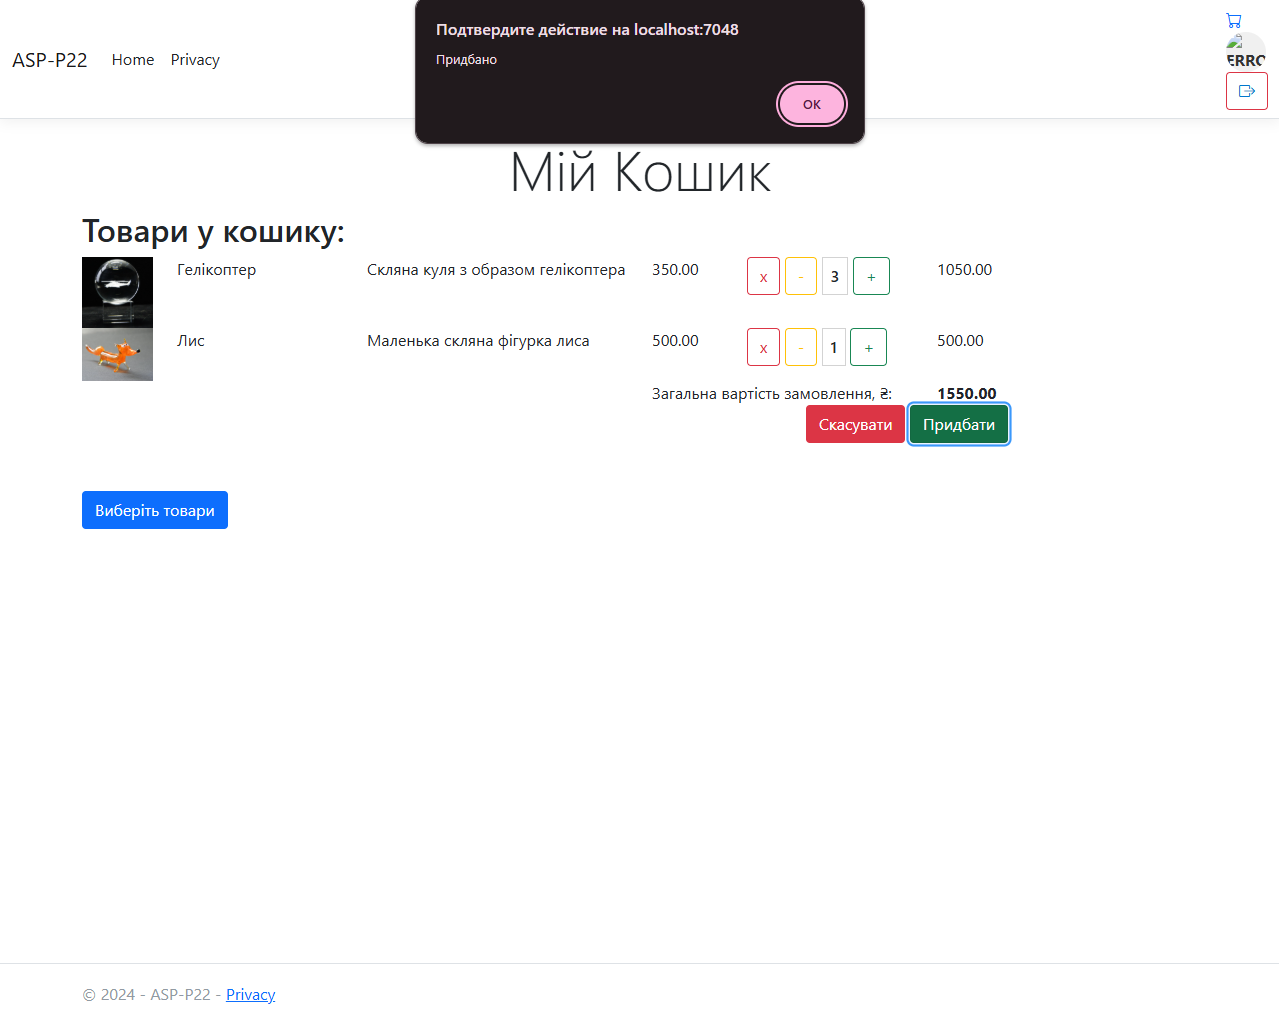 ASP-P22 Home Privacy
Подтвердите действие на localhost:7048
Придбано
ОК
ERRO
Мій Кошик
Товари у кошику:
Гелікоптер Скляна куля з образом гелікоптера 350.00 x - 3 + 1050.00
Лис Маленька скляна фігурка лиса 500.00 x - 1 + 500.00
Загальна вартість замовлення, ₴: 1550.00
Скасувати Придбати
Виберіть товари
© 2024 - ASP-P22 - Privacy